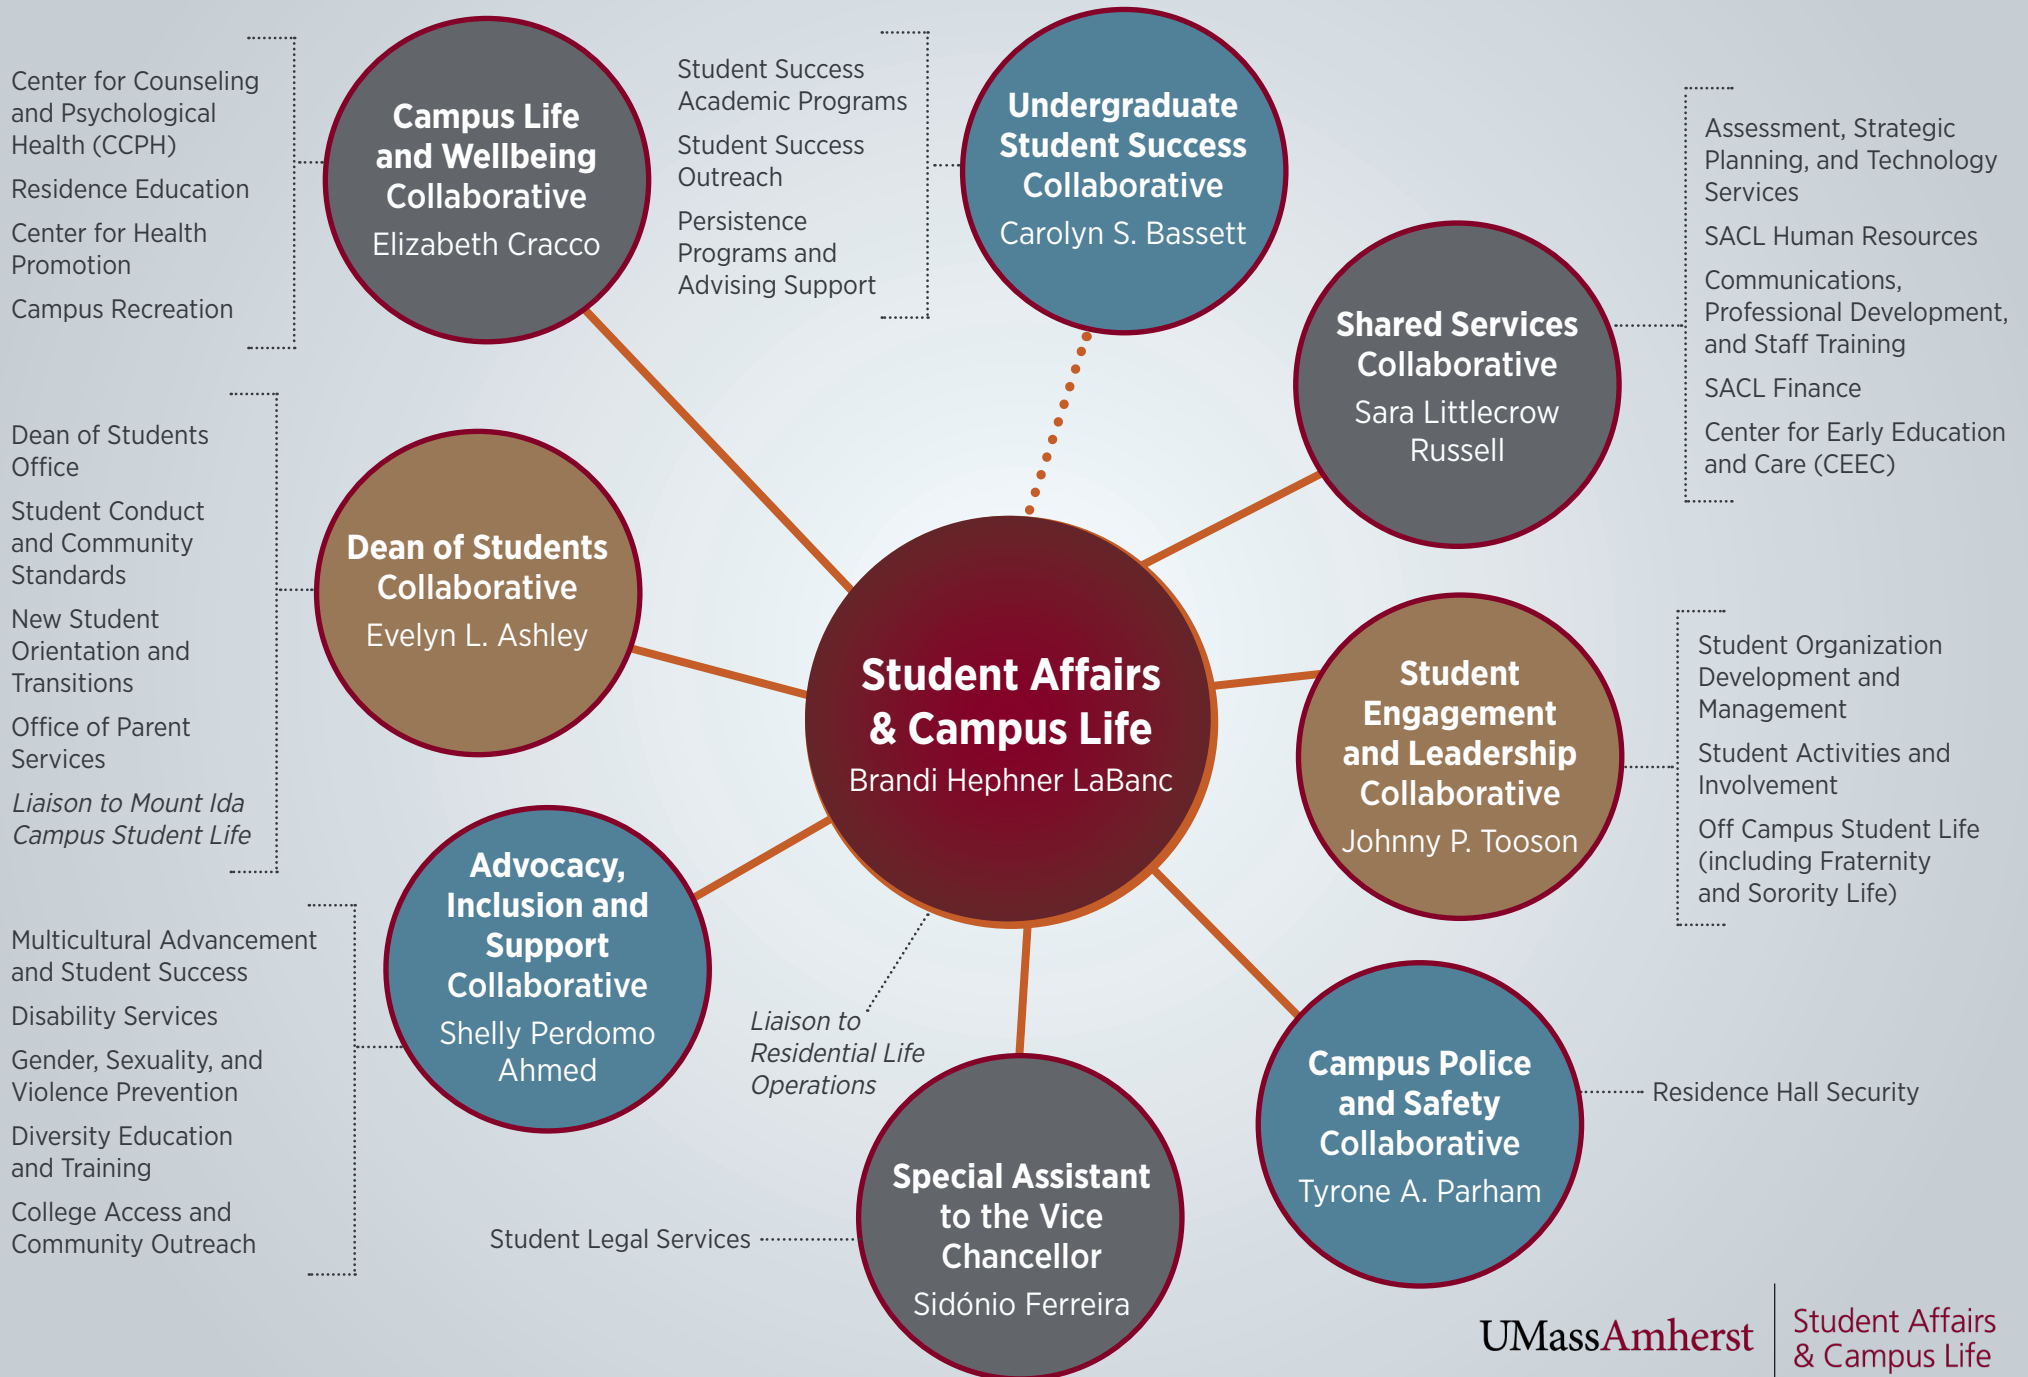 Center for Counseling
and Psychological
Health (CCPH)
Residence Education
Center for Health
Promotion
Campus Recreation
Campus Life
and Wellbeing
Collaborative
Elizabeth Cracco
Student Success
Academic Programs
Student Success
Outreach
Persistence
Programs and
Advising Support
Undergraduate
Student Success
Collaborative
Carolyn S. Bassett
Shared Services
Collaborative
Sara Littlecrow
Russell
Assessment, Strategic
Planning, and Technology
Services
SACL Human Resources
Communications,
Professional Development,
and Staff Training
SACL Finance
Center for Early Education
and Care (CEEC)
Dean of Students
Office
Student Conduct
and Community
Standards
New Student
Orientation and
Transitions
Office of Parent
Services
Liaison to Mount Ida
Campus Student Life
Dean of Students
Collaborative
Evelyn L. Ashley
Student Affairs
& Campus Life
Brandi Hephner LaBanc
Student
Engagement
and Leadership
Collaborative
Johnny P. Tooson
Student Organization
Development and
Management
Student Activities and
Involvement
Off Campus Student Life
(including Fraternity
and Sorority Life)
Multicultural Advancement
and Student Success
Disability Services
Gender, Sexuality, and
Violence Prevention
Diversity Education
and Training
College Access and
Community Outreach
Advocacy,
Inclusion and
Support
Collaborative
Shelly Perdomo
Ahmed
Liaison to
Residential Life
Operations
Student Legal Services
Special Assistant
to the Vice
Chancellor
Sidónio Ferreira
Campus Police
and Safety
Collaborative
Tyrone A. Parham
Residence Hall Security
UMassAmherst
Student Affairs
& Campus Life